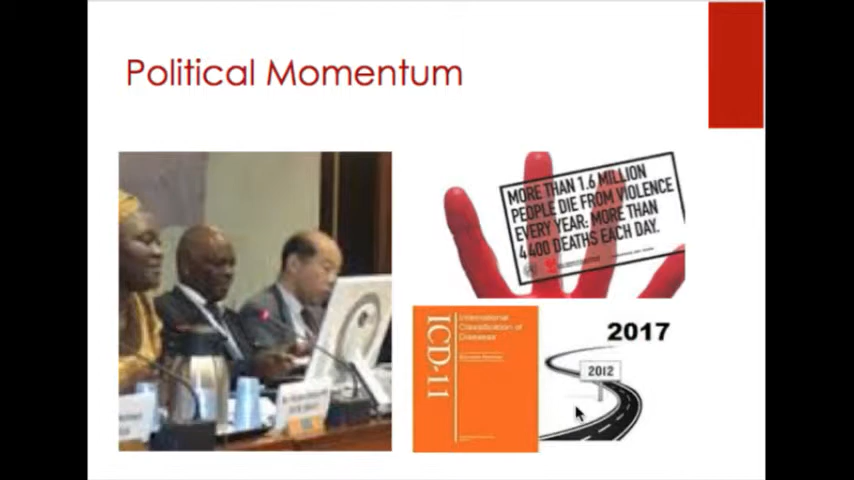 Political Momentum
MORE THAN 1.6 MILLION
PEOPLE DIE FROM VIOLENCE
EVERY YEAR: MORE THAN
4 400 DEATHS EACH DAY.
ICD-11
International
Classification of
Diseases
2017
2012